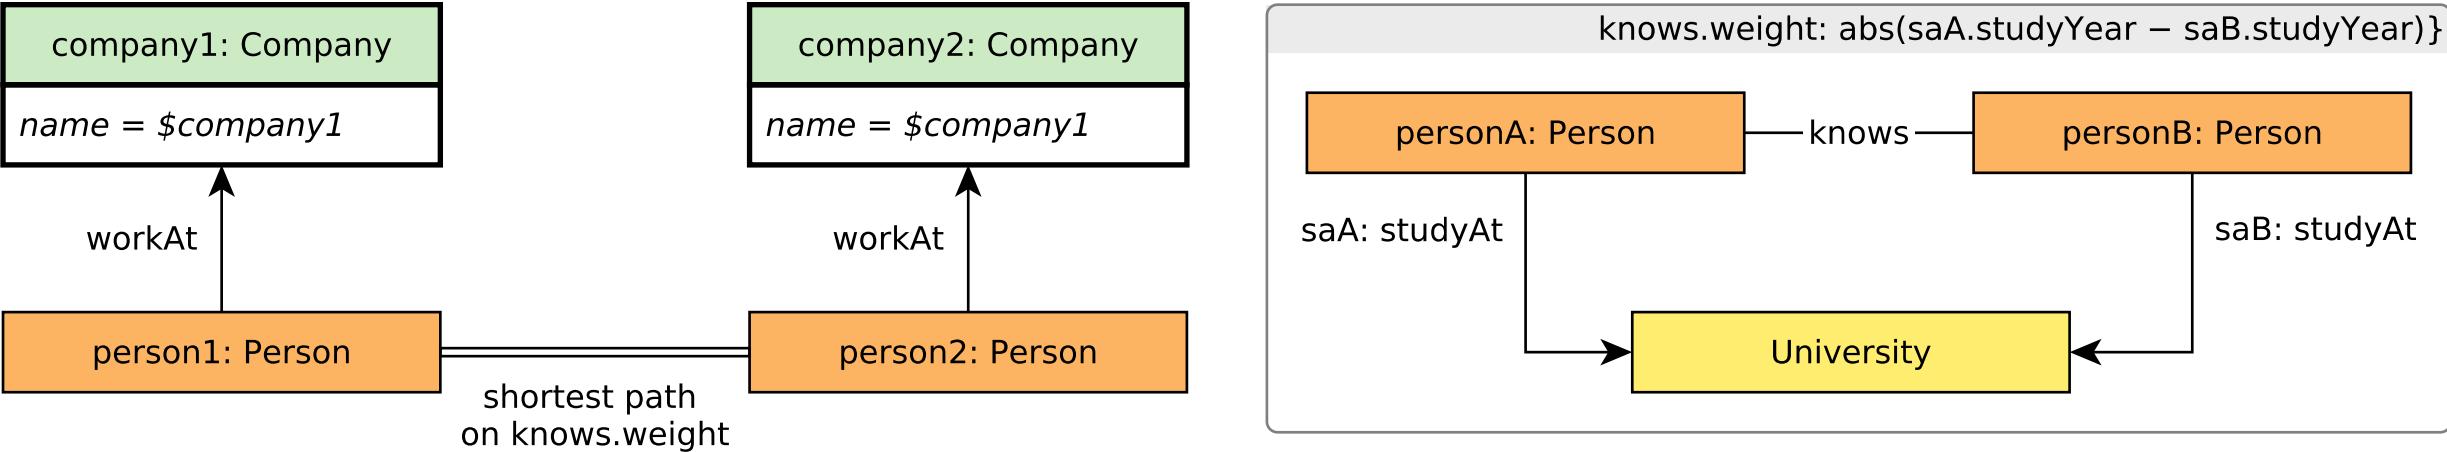 company1: Company
name = $company1
workAt
person1: Person
company2: Company
name = $company1
workAt
person2: Person
shortest path
on knows.weight
knows.weight: abs(saA.studyYear − saB.studyYear)}
personA: Person
knows
personB: Person
saA: studyAt
saB: studyAt
University